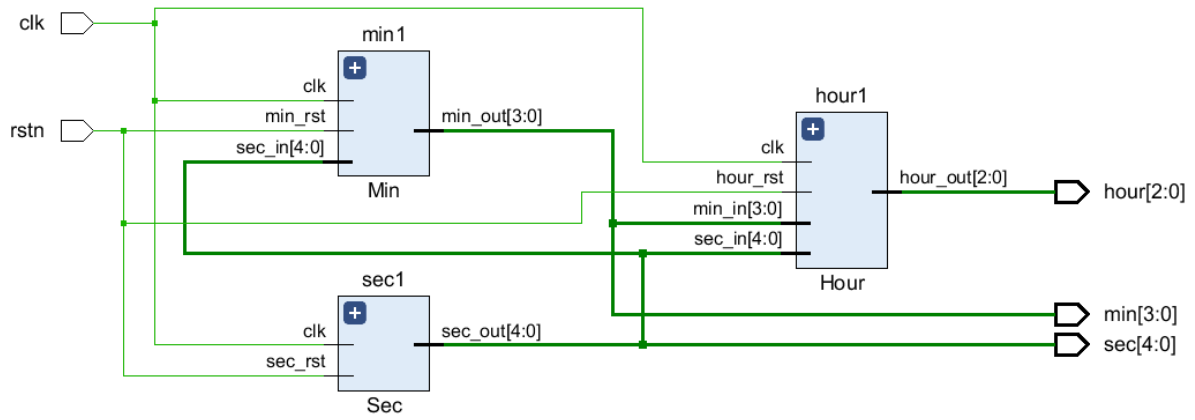 clk
rstn
min1
clk
min_rst
sec_in[4:0]
min_out[3:0]
Min
sec1
clk
sec_rst
sec_out[4:0]
Sec
hour1
clk
hour_rst
min_in[3:0]
sec_in[4:0]
hour_out[2:0]
Hour
hour[2:0]
min[3:0]
sec[4:0]